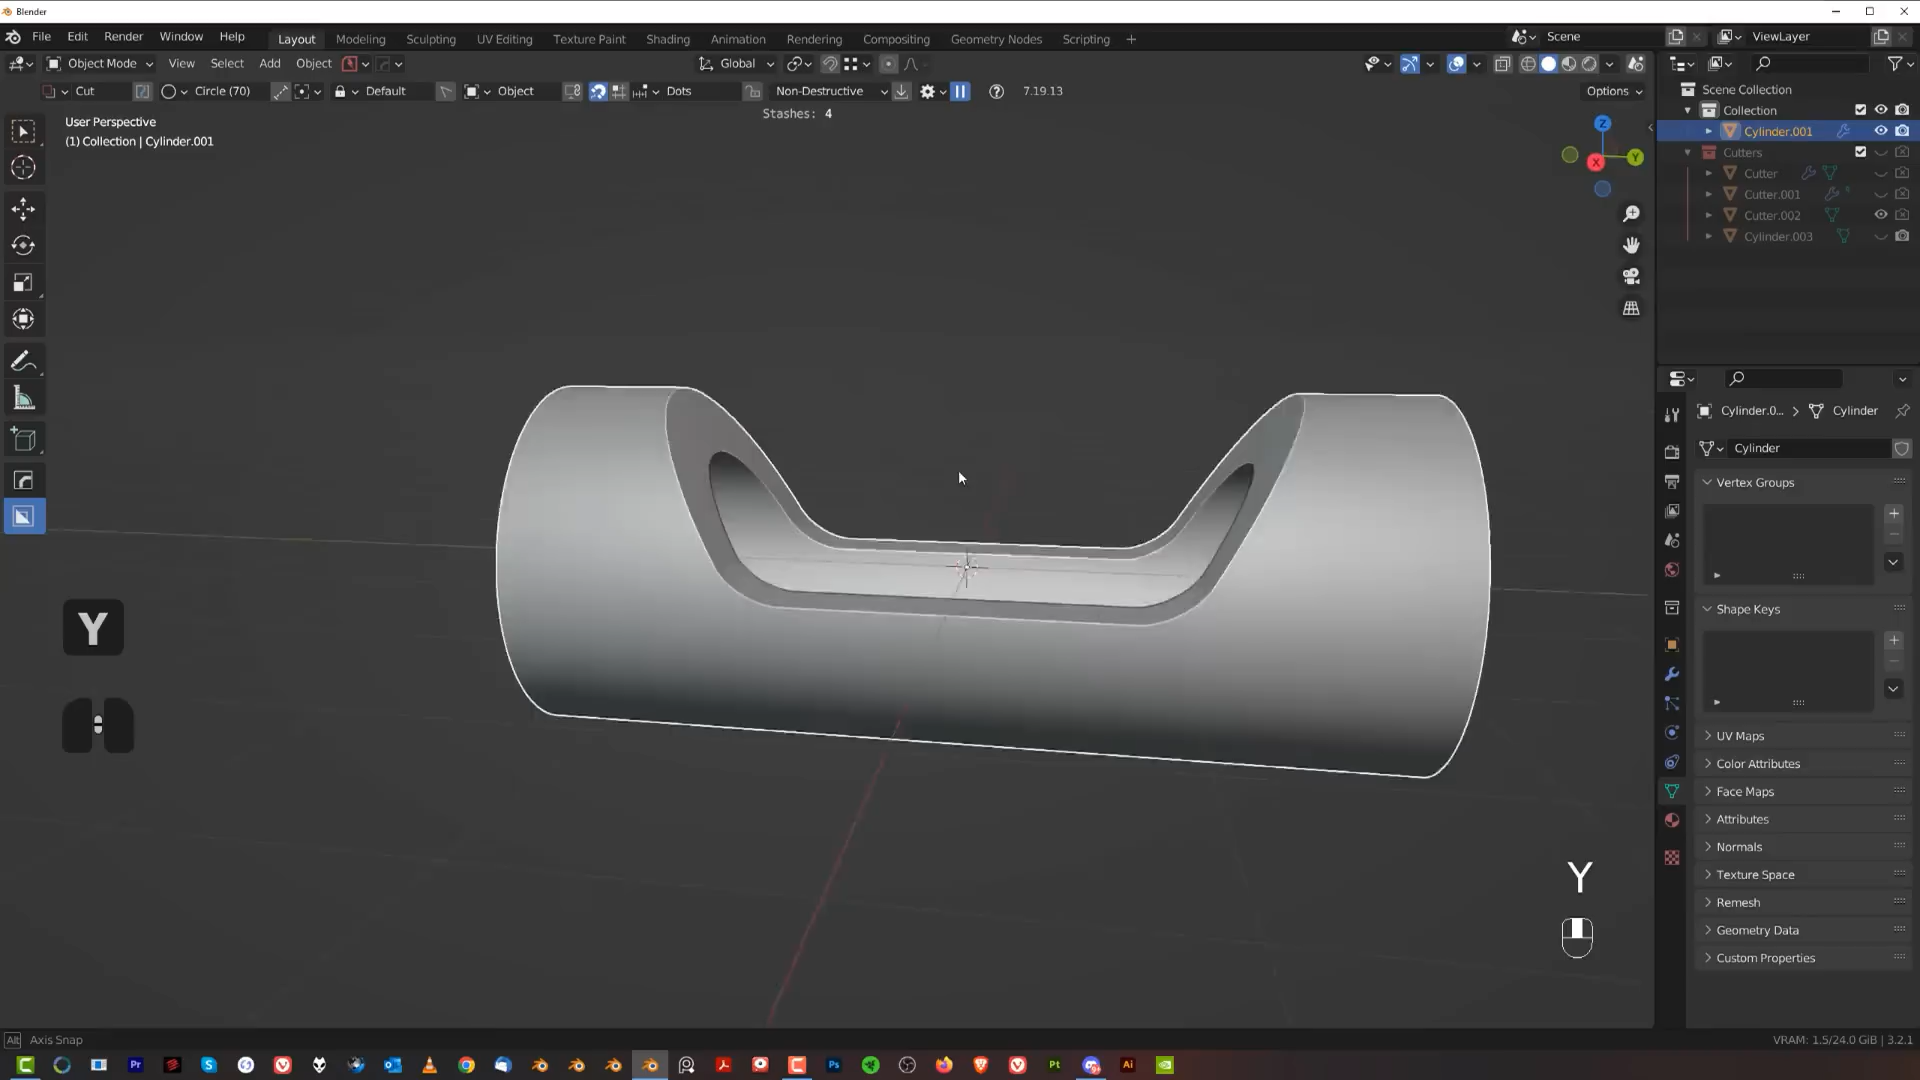 Blender
File Edit Render Window Help
Layout Modeling Sculpting UV Editing Texture Paint Shading Animation Rendering Compositing Geometry Nodes Scripting +
Scene
ViewLayer
Object Mode View Select Add Object
Global
Cut Circle (70) Default Object Dots Non-Destructive 7.19.13
Options
Stashes: 4
User Perspective
(1) Collection | Cylinder.001
Z
Y
X
Scene Collection
Collection
Cylinder.001
Cutters
Cutter
Cutter.001
Cutter.002
Cylinder.003
Cylinder.0... > Cylinder
Cylinder
Vertex Groups
Shape Keys
UV Maps
Color Attributes
Face Maps
Attributes
Normals
Texture Space
Remesh
Geometry Data
Custom Properties
Y
Y
Alt Axis Snap
VRAM: 1.5/24.0 GiB | 3.2.1
Pr
Ps
Pt
Ai